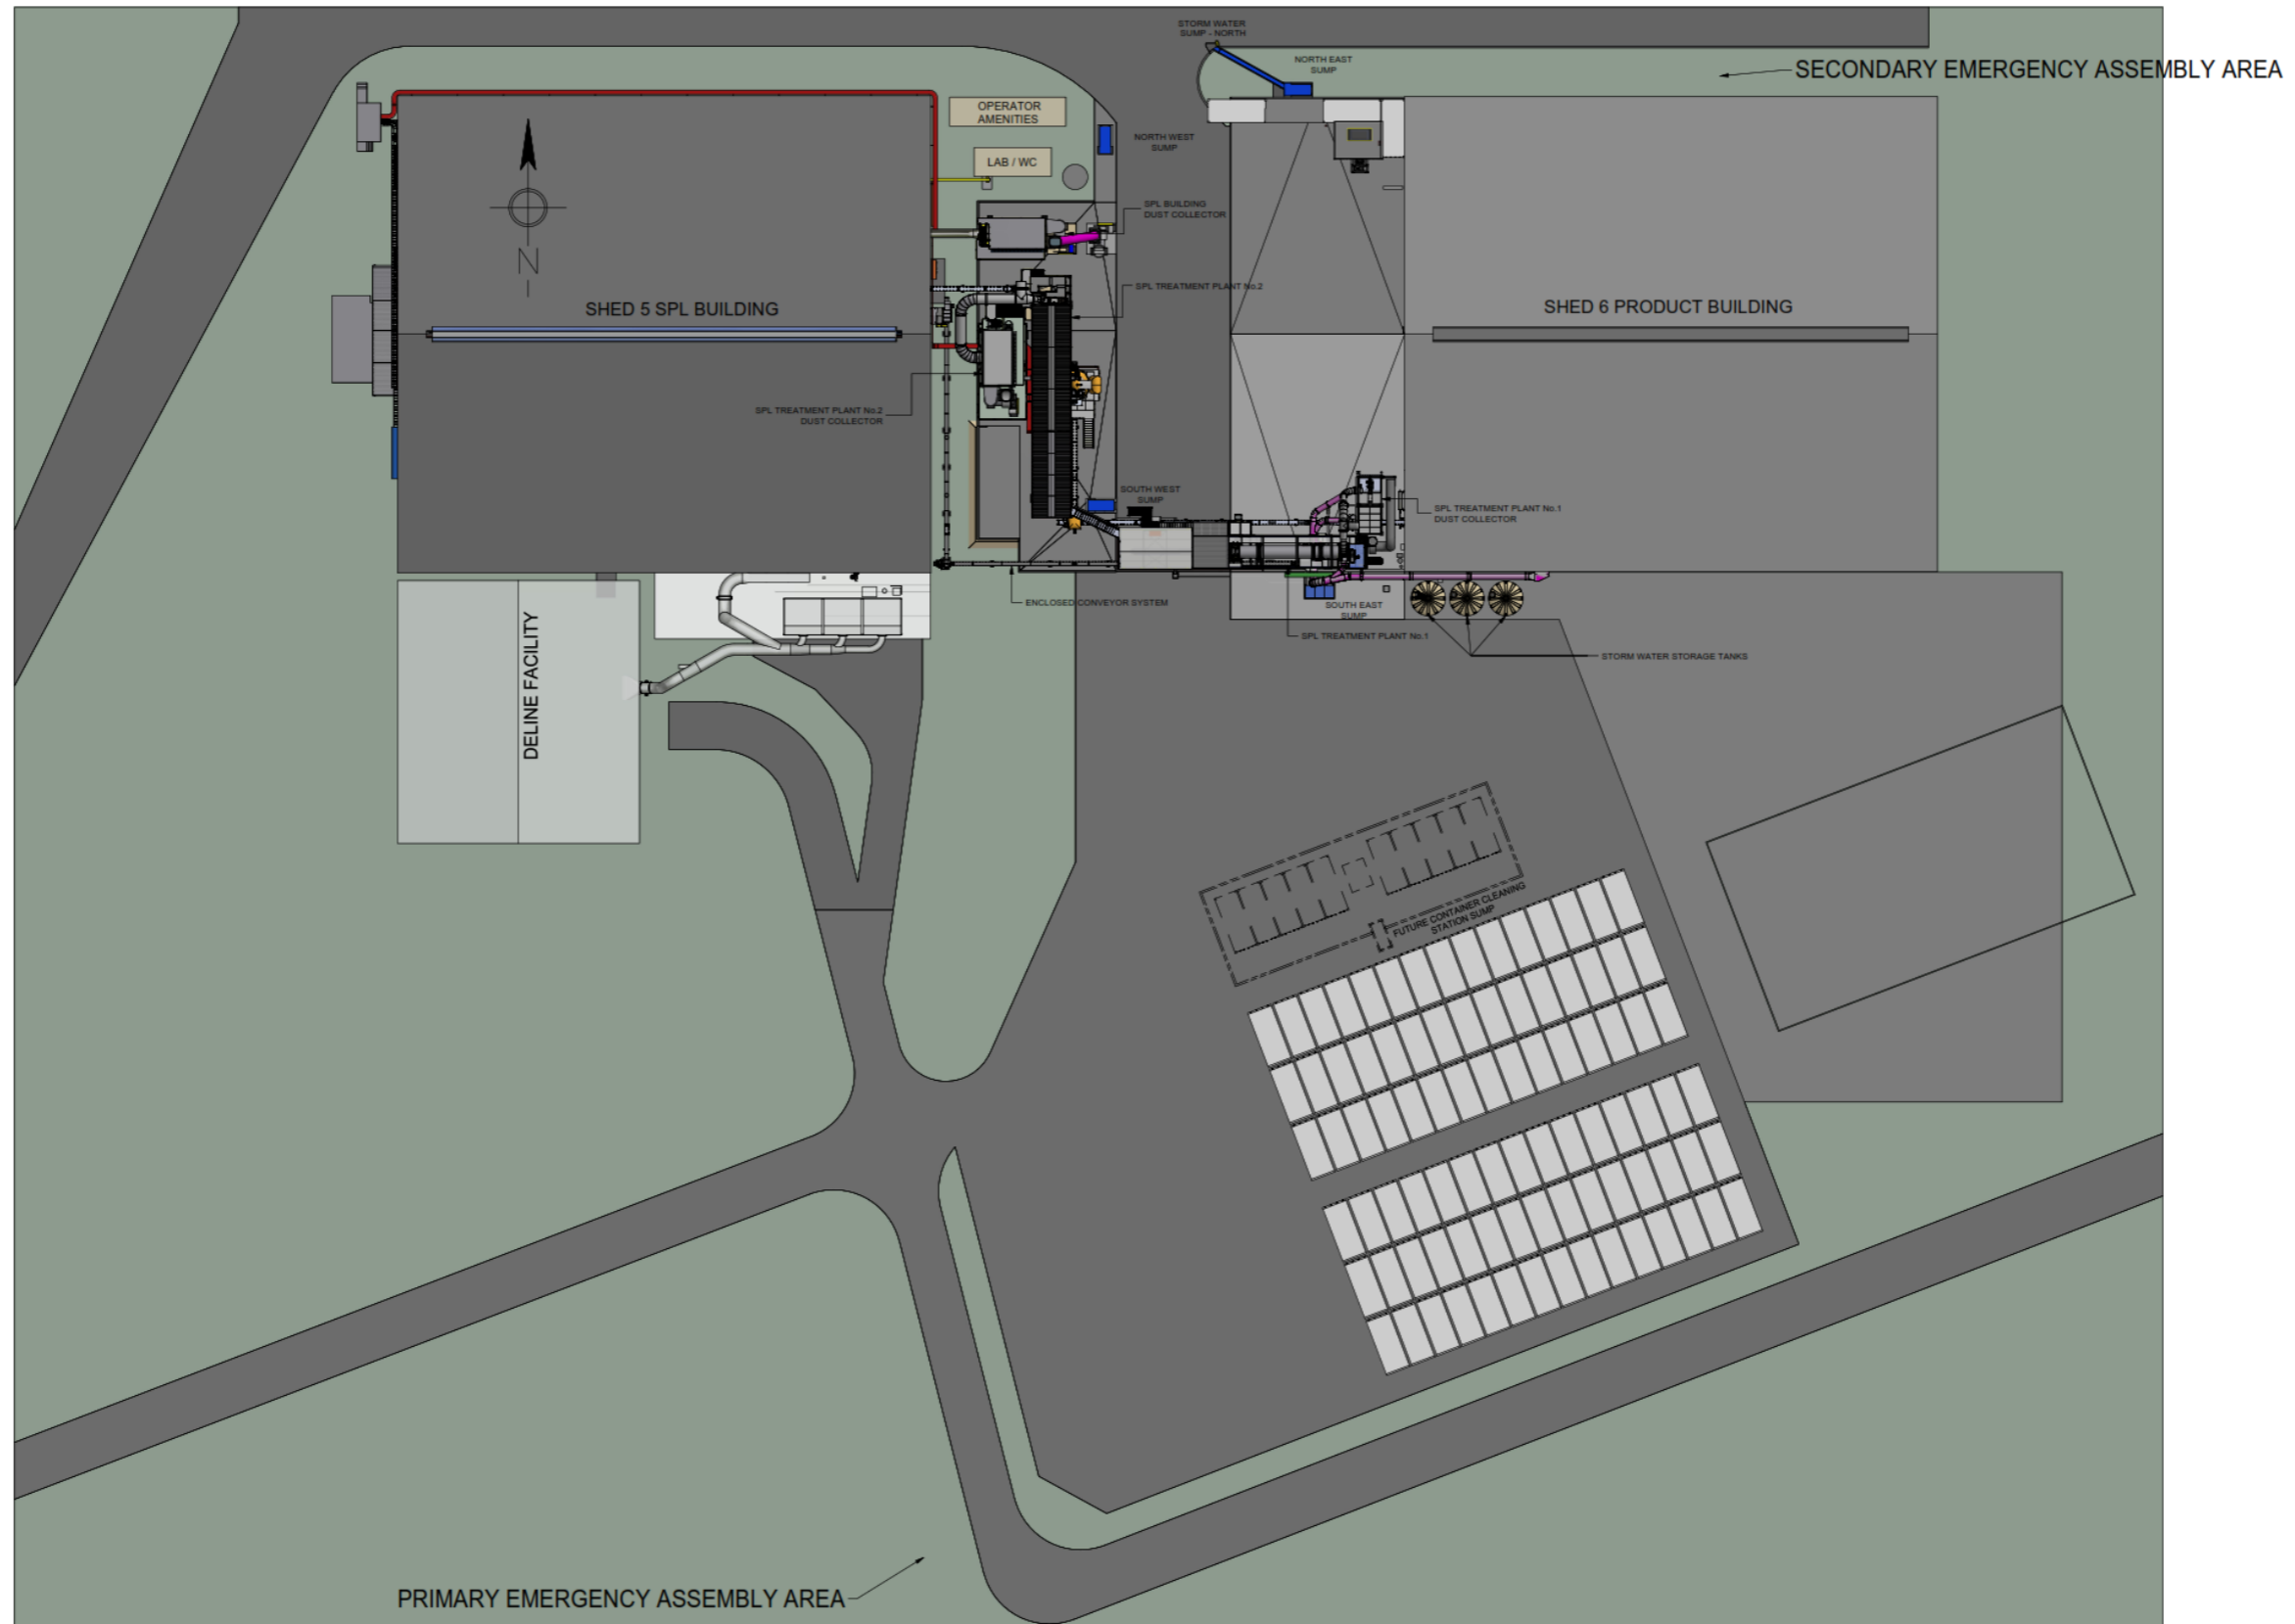 STORM WATER
SUMP - NORTH
NORTH EAST
SUMP
SECONDARY EMERGENCY ASSEMBLY AREA
OPERATOR
AMENITIES
NORTH WEST
SUMP
LAB / WC
SPL BUILDING
DUST COLLECTOR
N
SPL TREATMENT PLANT No.2
SHED 5 SPL BUILDING
SHED 6 PRODUCT BUILDING
SPL TREATMENT PLANT No.2
DUST COLLECTOR
SOUTH WEST
SUMP
SPL TREATMENT PLANT No.1
DUST COLLECTOR
ENCLOSED CONVEYOR SYSTEM
SOUTH EAST
SUMP
SPL TREATMENT PLANT No.1
STORM WATER STORAGE TANKS
DELINE FACILITY
FUTURE CONTAINER CLEANING
STATION SUMP
PRIMARY EMERGENCY ASSEMBLY AREA